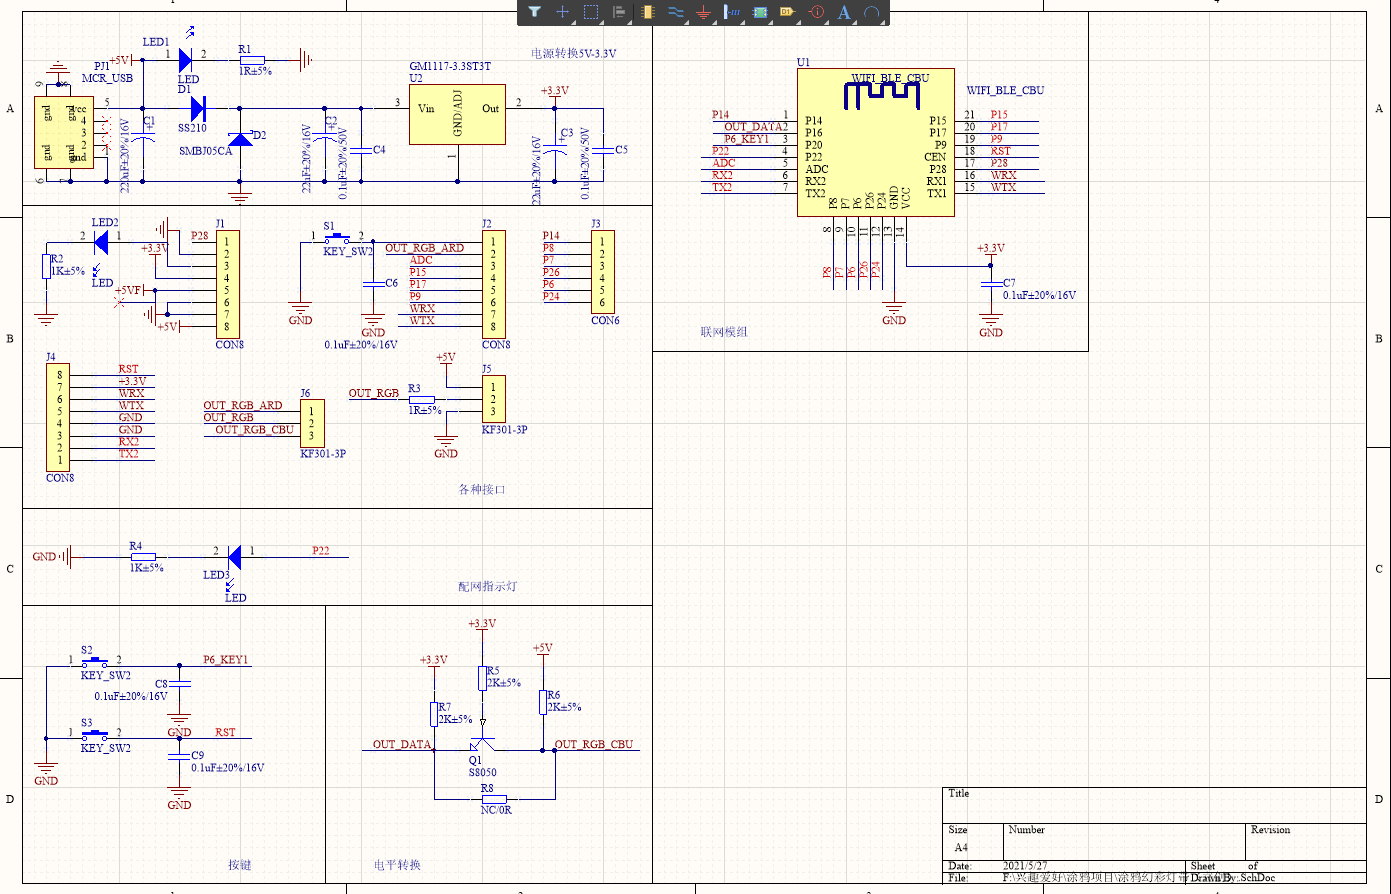 4
A
B
C
D
A
B
C
D
LED1
+5V
1
2
R1
1R±5%
LED
电源转换5V-3.3V
PJ1
MCR_USB
D1
SS210
D2
SMBJ05CA
C1
220uF±20%/16V
C2
22uF±20%/16V
C4
0.1uF±20%/50V
GM1117-3.3ST3T
U2
3
Vin
GND/ADJ
Out
2
1
+3.3V
C3
22uF±20%/16V
C5
0.1uF±20%/50V
9
8
gnd
gnd
vcc
5
4
3
2
1
gnd
gnd
gnd
6
7
LED2
2
1
R2
1K±5%
LED
+3.3V
+5VF
+5V
P28
J1
1
2
3
4
5
6
7
8
CON8
S1
1
2
KEY_SW2
C6
GND
GND
0.1uF±20%/16V
OUT_RGB_ARD
ADC
P15
P17
P9
WRX
WTX
J2
1
2
3
4
5
6
7
8
CON8
P14
P8
P7
P26
P6
P24
J3
1
2
3
4
5
6
CON6
J4
8
7
6
5
4
3
2
1
CON8
RST
+3.3V
WRX
WTX
GND
GND
RX2
TX2
J6
OUT_RGB_ARD
OUT_RGB
OUT_RGB_CBU
1
2
3
KF301-3P
+5V
OUT_RGB
R3
1R±5%
GND
J5
1
2
3
KF301-3P
各种接口
GND
R4
1K±5%
2
1
LED3
LED
P22
配网指示灯
S2
1
2
KEY_SW2
P6_KEY1
C8
0.1uF±20%/16V
GND
S3
1
2
KEY_SW2
RST
C9
0.1uF±20%/16V
GND
GND
按键
+3.3V
+3.3V
+5V
R5
2K±5%
R7
2K±5%
R6
2K±5%
OUT_DATA
OUT_RGB_CBU
Q1
S8050
R8
NC/0R
电平转换
U1
WIFI_BLE_CBU
WIFI_BLE_CBU
P14 1 P14
OUT_DATA 2 P16
P6_KEY1 3 P20
P22 4 P22
ADC 5 ADC
RX2 6 RX2
TX2 7 TX2
P15 21 P15
P17 20 P17
P9 19 P9
CEN 18 RST
P28 17 P28
RX1 16 WRX
TX1 15 WTX
P8
P7
P6
P26
P24
GND
VCC
8
9
10
11
12
13
14
P8
P7
P6
P26
P24
GND
+3.3V
C7
0.1uF±20%/16V
GND
联网模组
Title
Size
A4
Number
Revision
Date:
2021/5/27
Sheet of
File:
F:\兴趣爱好\涂鸦项目\涂鸦幻彩灯
Drawn By:
.SchDoc